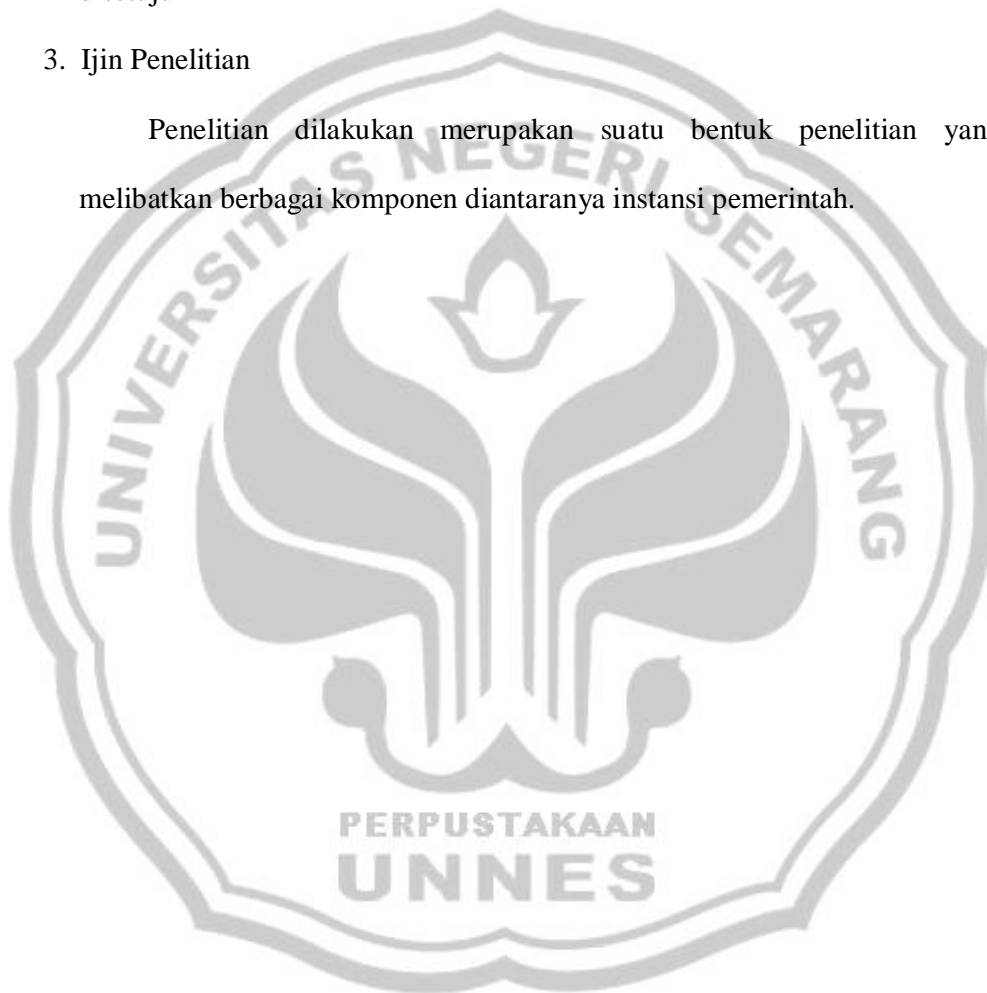 3. Ijin Penelitian
Penelitian dilakukan merupakan suatu bentuk penelitian yan
melibatkan berbagai komponen diantaranya instansi pemerintah.
UNIVERSITAS NEGERI SEMARANG
PERPUSTAKAAN
UNNES